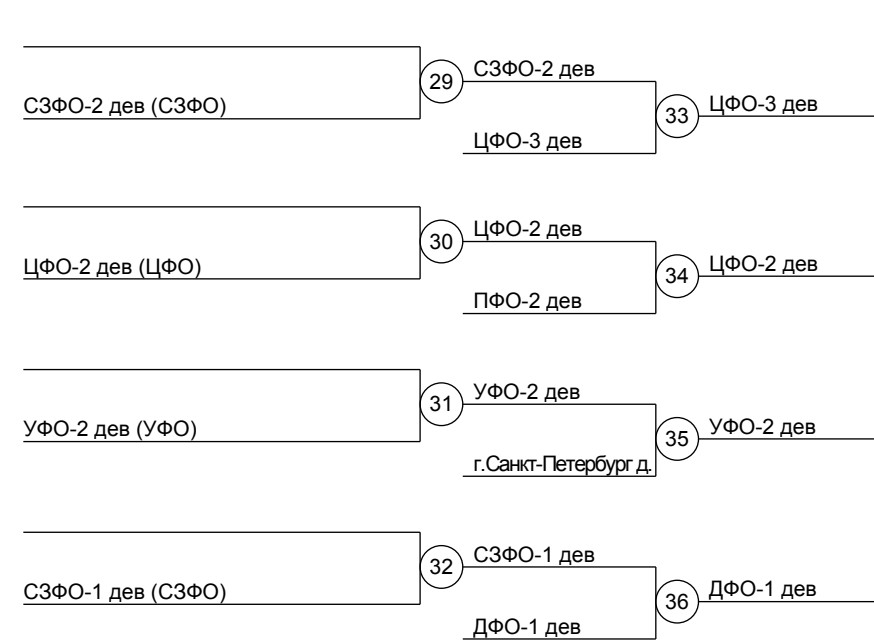 29
СЗФО-2 дев
СЗФО-2 дев (СЗФО)
33
ЦФО-3 дев
ЦФО-3 дев
30
ЦФО-2 дев
ЦФО-2 дев (ЦФО)
34
ЦФО-2 дев
ПФО-2 дев
31
УФО-2 дев
УФО-2 дев (УФО)
35
УФО-2 дев
г.Санкт-Петербург д.
32
СЗФО-1 дев
СЗФО-1 дев (СЗФО)
36
ДФО-1 дев
ДФО-1 дев